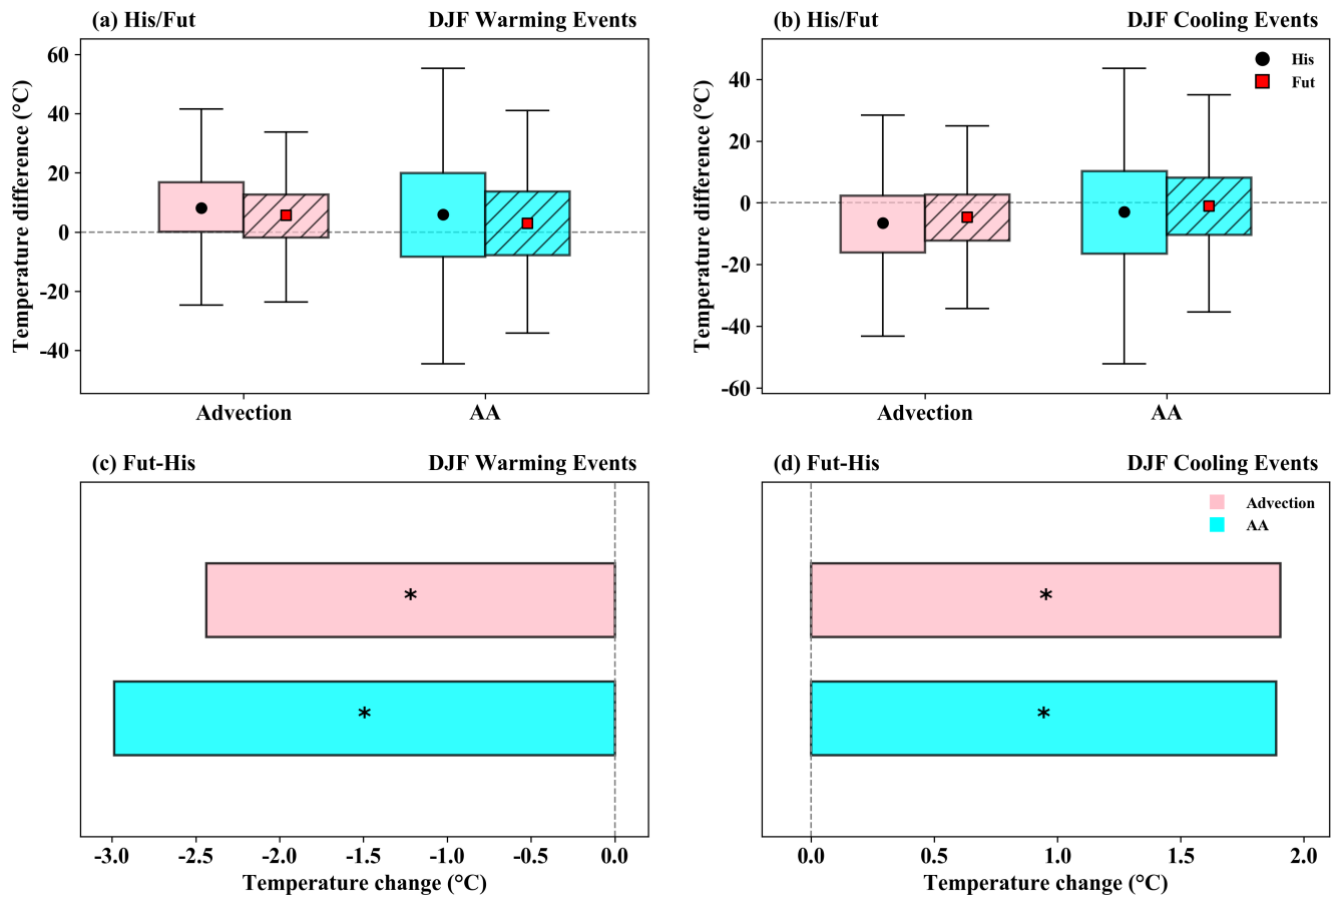 (a) His/Fut DJF Warming Events
60
40
20
0
-20
-40
Temperature difference (°C)
Advection AA
(b) His/Fut DJF Cooling Events
His
Fut
40
20
0
-20
-40
-60
Temperature difference (°C)
Advection AA
(c) Fut-His DJF Warming Events
*
*
-3.0 -2.5 -2.0 -1.5 -1.0 -0.5 0.0
Temperature change (°C)
(d) Fut-His DJF Cooling Events
Advection
AA
*
*
0.0 0.5 1.0 1.5 2.0
Temperature change (°C)